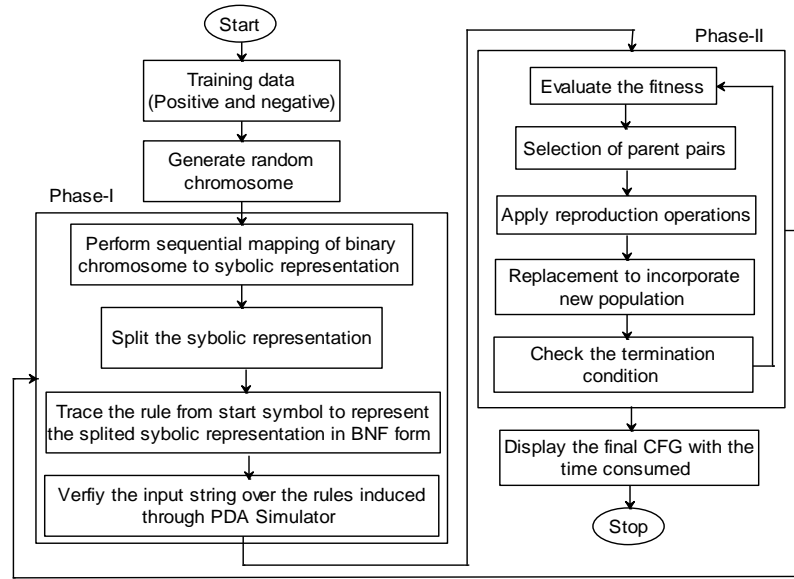 Start
Training data
(Positive and negative)
Generate random
chromosome
Phase-I
Perform sequential mapping of binary
chromosome to sybolic representation
Split the sybolic representation
Trace the rule from start symbol to represent
the splited sybolic representation in BNF form
Verfiy the input string over the rules induced
through PDA Simulator
Phase-II
Evaluate the fitness
Selection of parent pairs
Apply reproduction operations
Replacement to incorporate
new population
Check the termination
condition
Display the final CFG with the
time consumed
Stop